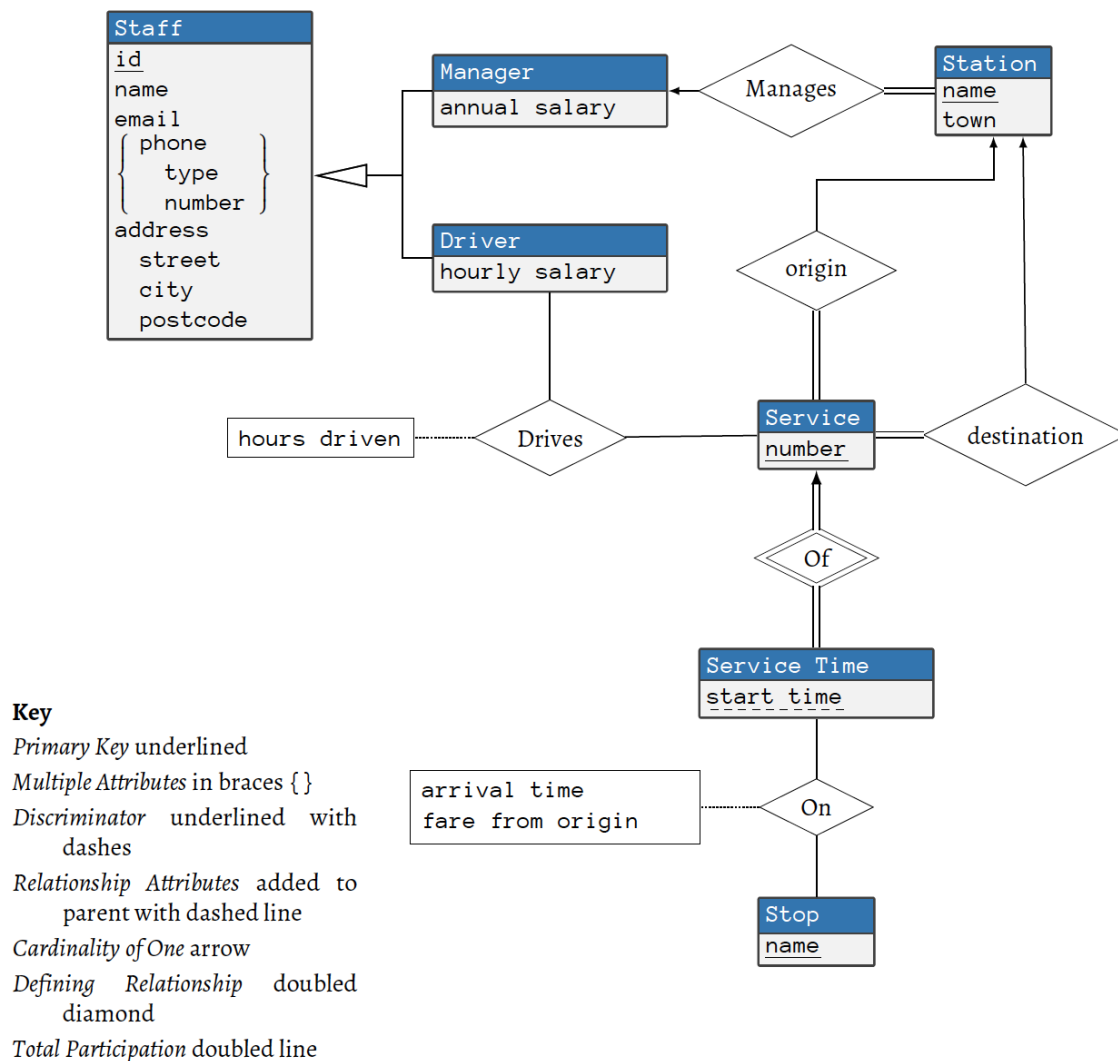 Staff
id
name
email
{ phone }
type
number
address
street
city
postcode
Manager
annual salary
Manages
Station
name
town
Driver
hourly salary
origin
hours driven
Drives
Service
number
destination
Of
Service Time
start time
arrival time
fare from origin
On
Stop
name
Key
Primary Key underlined
Multiple Attributes in braces { }
Discriminator underlined with
dashes
Relationship Attributes added to
parent with dashed line
Cardinality of One arrow
Defining Relationship doubled
diamond
Total Participation doubled line